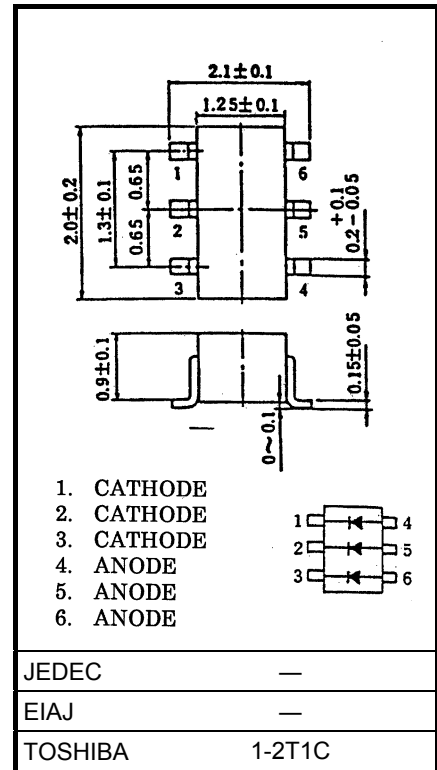 2.1±0.1
1.25±0.1
1 6
2 5
3 4
2.0±0.2
1.3±0.1
0.65
0.65
+0.1
0.2-0.05
0.9±0.1
0.15±0.05
0~0.1
1. CATHODE
2. CATHODE
3. CATHODE
4. ANODE
5. ANODE
6. ANODE
1 4
2 5
3 6
JEDEC —
EIAJ —
TOSHIBA 1-2T1C